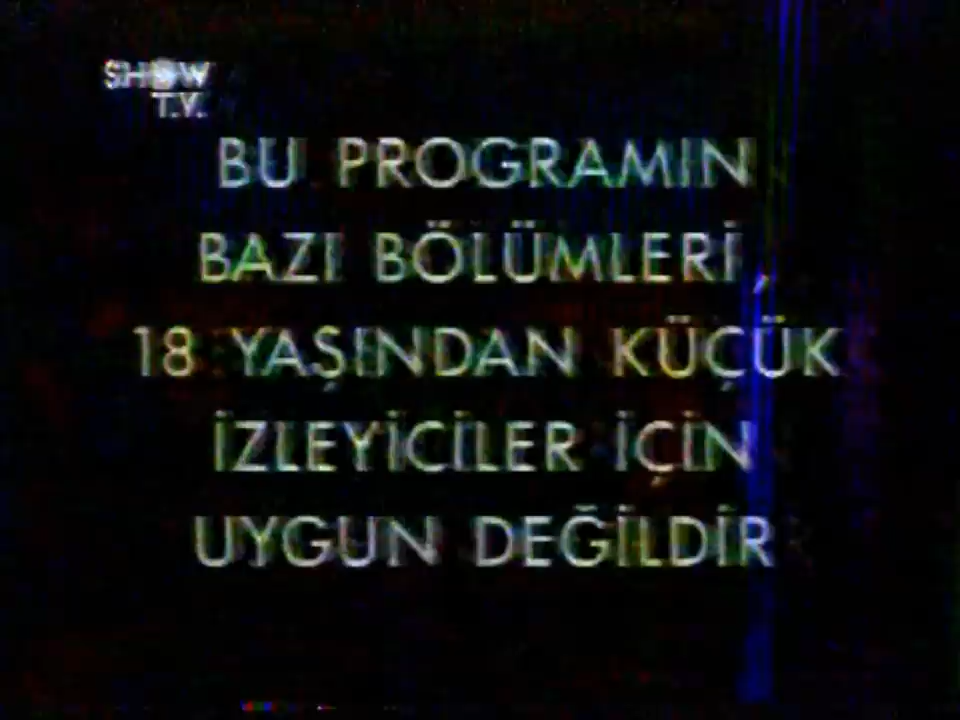 SHOW
T.V.
BU PROGRAMIN
BAZI BÖLÜMLERİ,
18 YAŞINDAN KÜÇÜK
İZLEYİCİLER İÇİN
UYGUN DEĞİLDİR